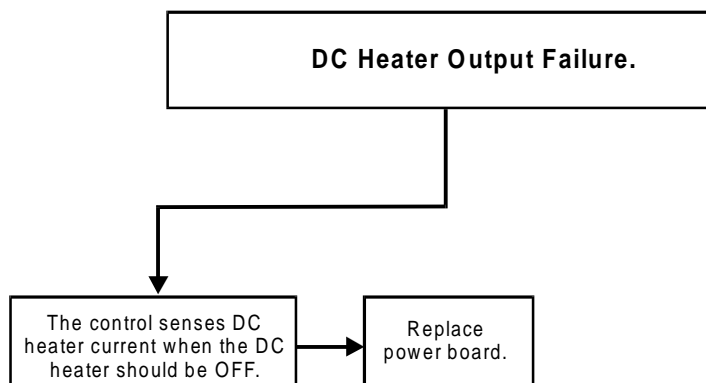 DC Heater Output Failure.
The control senses DC
heater current when the DC
heater should be OFF.
Replace
power board.